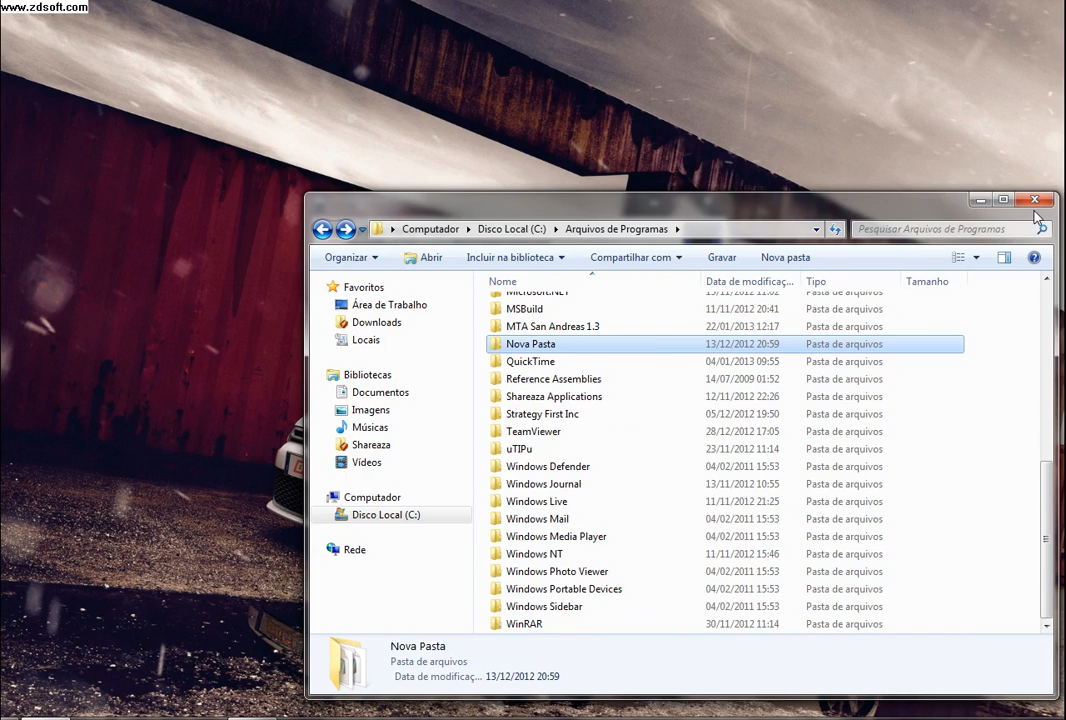 www.zdsoft.com
Computador Disco Local (C:) Arquivos de Programas
Pesquisar Arquivos de Programas
Organizar Abrir Incluir na biblioteca Compartilhar com Gravar Nova pasta
Favoritos
Área de Trabalho
Downloads
Locais
Bibliotecas
Documentos
Imagens
Músicas
Shareaza
Vídeos
Computador
Disco Local (C:)
Rede
Nome Data de modificaç... Tipo Tamanho
Microsoft.NET 13/11/2012 11:02 Pasta de arquivos
MSBuild 11/11/2012 20:41 Pasta de arquivos
MTA San Andreas 1.3 22/01/2013 12:17 Pasta de arquivos
Nova Pasta 13/12/2012 20:59 Pasta de arquivos
QuickTime 04/01/2013 09:55 Pasta de arquivos
Reference Assemblies 14/07/2009 01:52 Pasta de arquivos
Shareaza Applications 12/11/2012 22:26 Pasta de arquivos
Strategy First Inc 05/12/2012 19:50 Pasta de arquivos
TeamViewer 28/12/2012 17:05 Pasta de arquivos
uTIPu 23/11/2012 11:14 Pasta de arquivos
Windows Defender 04/02/2011 15:53 Pasta de arquivos
Windows Journal 13/11/2012 10:55 Pasta de arquivos
Windows Live 11/11/2012 21:25 Pasta de arquivos
Windows Mail 04/02/2011 15:53 Pasta de arquivos
Windows Media Player 04/02/2011 15:53 Pasta de arquivos
Windows NT 11/11/2012 15:46 Pasta de arquivos
Windows Photo Viewer 04/02/2011 15:53 Pasta de arquivos
Windows Portable Devices 04/02/2011 15:53 Pasta de arquivos
Windows Sidebar 04/02/2011 15:53 Pasta de arquivos
WinRAR 30/11/2012 11:14 Pasta de arquivos
Nova Pasta
Pasta de arquivos
Data de modificaç... 13/12/2012 20:59